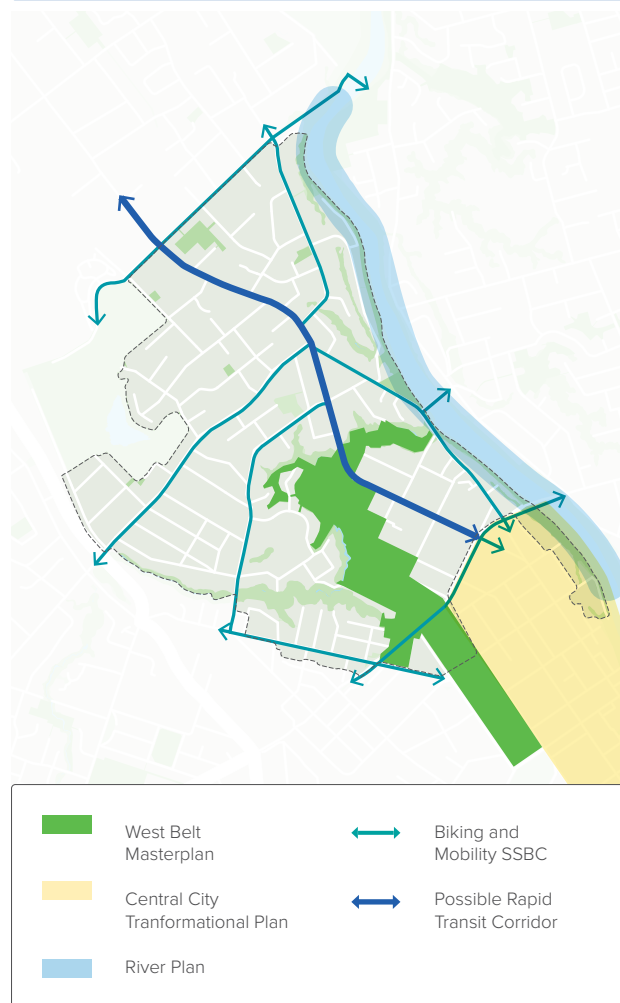 West Belt
Masterplan
Central City
Tranformational Plan
River Plan
Biking and
Mobility SSBC
Possible Rapid
Transit Corridor